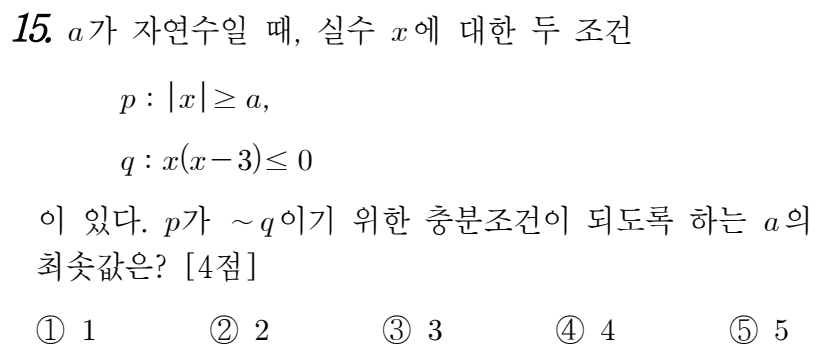 15. a가 자연수일 때, 실수 x에 대한 두 조건
p : |x| ≥ a,
q : x(x-3) ≤ 0
이 있다. p가 ~q이기 위한 충분조건이 되도록 하는 a의
최솟값은? [4점]
① 1 ② 2 ③ 3 ④ 4 ⑤ 5